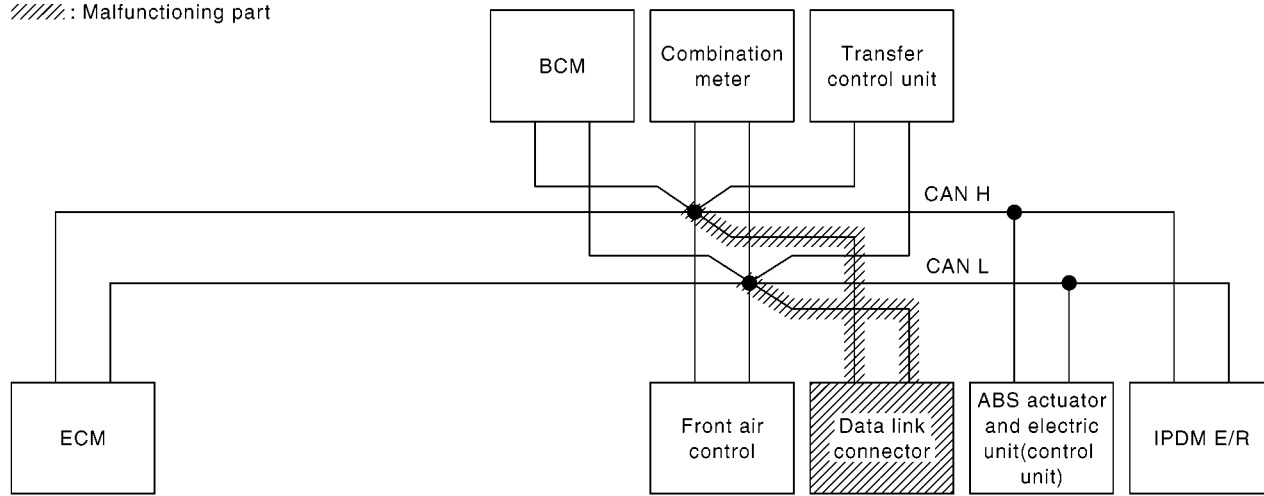 : Malfunctioning part
BCM
Combination
meter
Transfer
control unit
CAN H
CAN L
ECM
Front air
control
Data link
connector
ABS actuator
and electric
unit(control
unit)
IPDM E/R